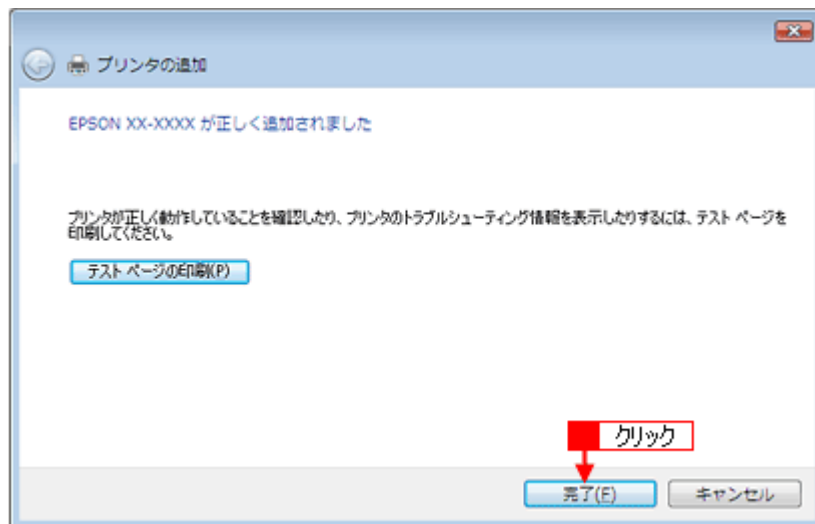 プリンタの追加
EPSON XX-XXXX が正しく追加されました
プリンタが正しく動作していることを確認したり、プリンタのトラブルシューティング情報を表示したりするには、テスト ページを
印刷してください。
テスト ページの印刷(P)
クリック
完了(F)
キャンセル